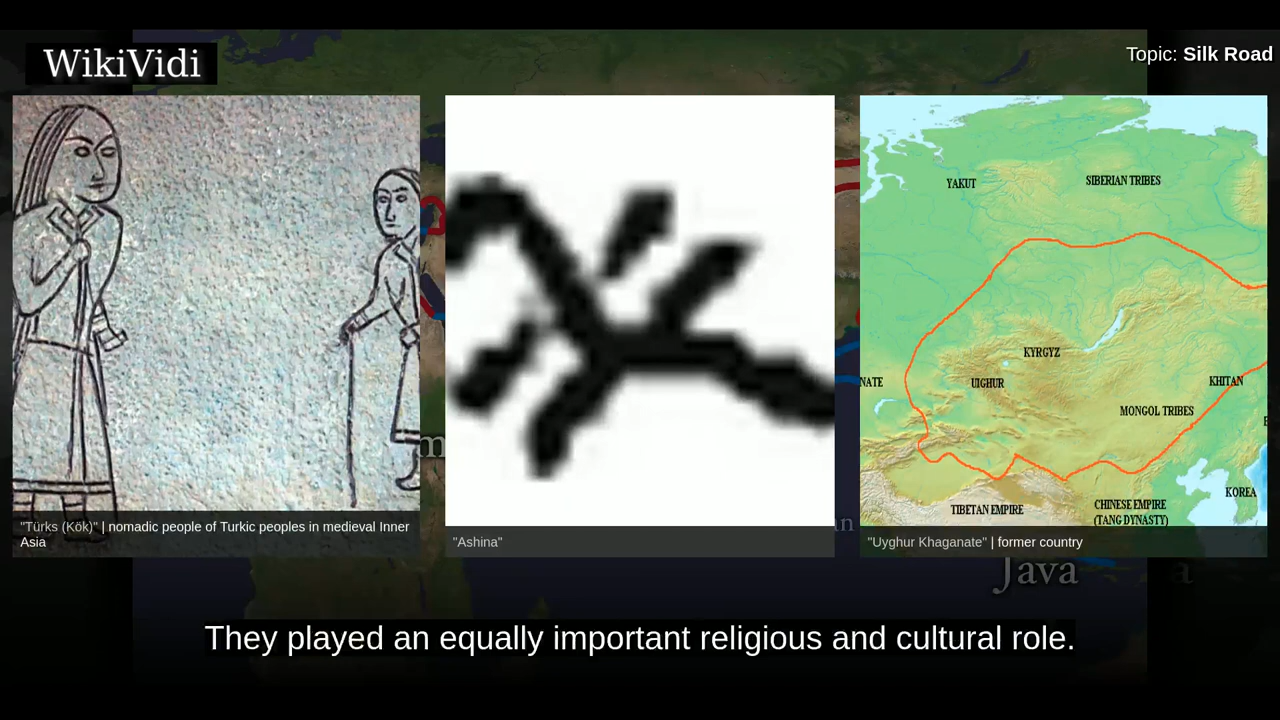 WikiVidi
Topic: Silk Road
YAKUT
SIBERIAN TRIBES
KYRGYZ
NATE
UIGHUR
KHITAN
MONGOL TRIBES
KOREA
TIBETAN EMPIRE
CHINESE EMPIRE
(TANG DYNASTY)
"Türks (Kök)" | nomadic people of Turkic peoples in medieval Inner
Asia
"Ashina"
"Uyghur Khaganate" | former country
Java
They played an equally important religious and cultural role.